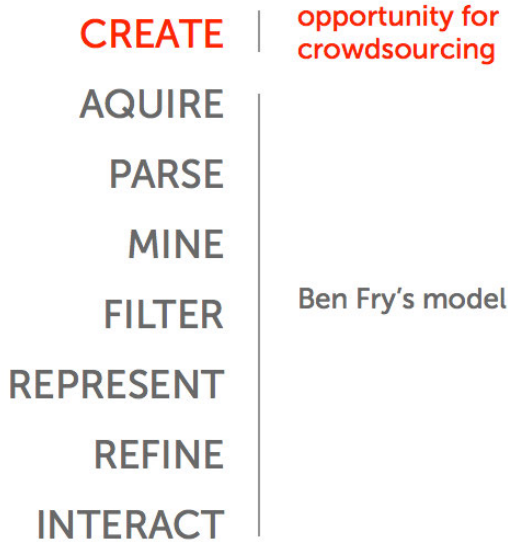 CREATE
opportunity for
crowdsourcing
AQUIRE
PARSE
MINE
FILTER
Ben Fry's model
REPRESENT
REFINE
INTERACT